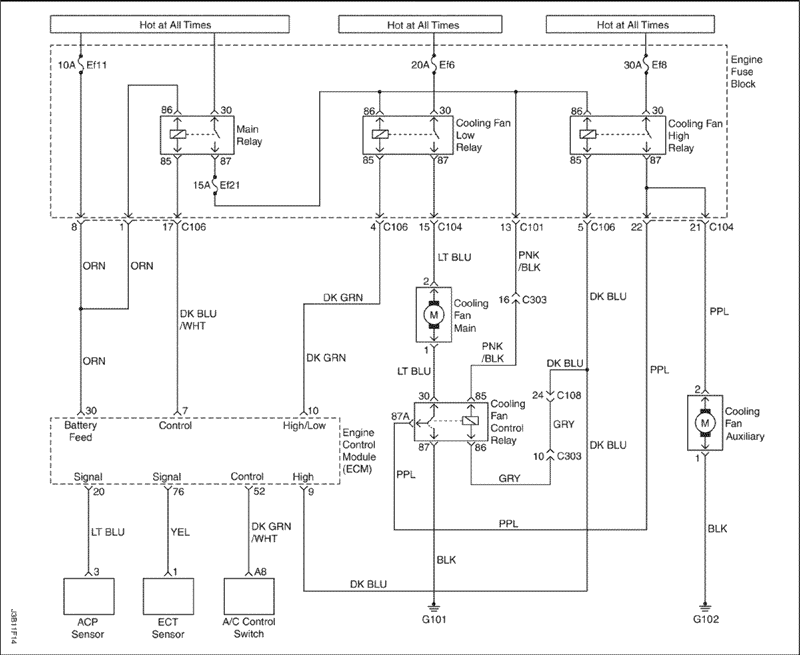 Hot at All Times
Hot at All Times
Hot at All Times
10A Ef11
20A Ef6
30A Ef8
Engine
Fuse
Block
86 30
86 30
86 30
Main
Relay
Cooling Fan
Low
Relay
Cooling Fan
High
Relay
85 87
85 87
85 87
15A Ef21
8 1 17 C106 4 C106 15 C104 13 C101 5 C106 22 21 C104
ORN
ORN
DK BLU
/WHT
DK GRN
LT BLU
PNK
/BLK
DK BLU
PPL
2
Cooling
Fan
Main
16 C303
1
ORN
DK GRN
LT BLU
PNK
/BLK
DK BLU
PPL
2
30 7 10
30 85
Cooling
Fan
Control
Relay
24 C108
87A
87 86
GRY
Cooling
Fan
Auxiliary
Battery
Feed
Control
High/Low
Engine
Control
Module
(ECM)
DK BLU
10 C303
1
Signal
Signal
Control
High
20 76 52 9
PPL
GRY
LT BLU
YEL
DK GRN
/WHT
PPL
BLK
BLK
3 1 A8
DK BLU
ACP
Sensor
ECT
Sensor
A/C Control
Switch
G101
G102
J3B11F14